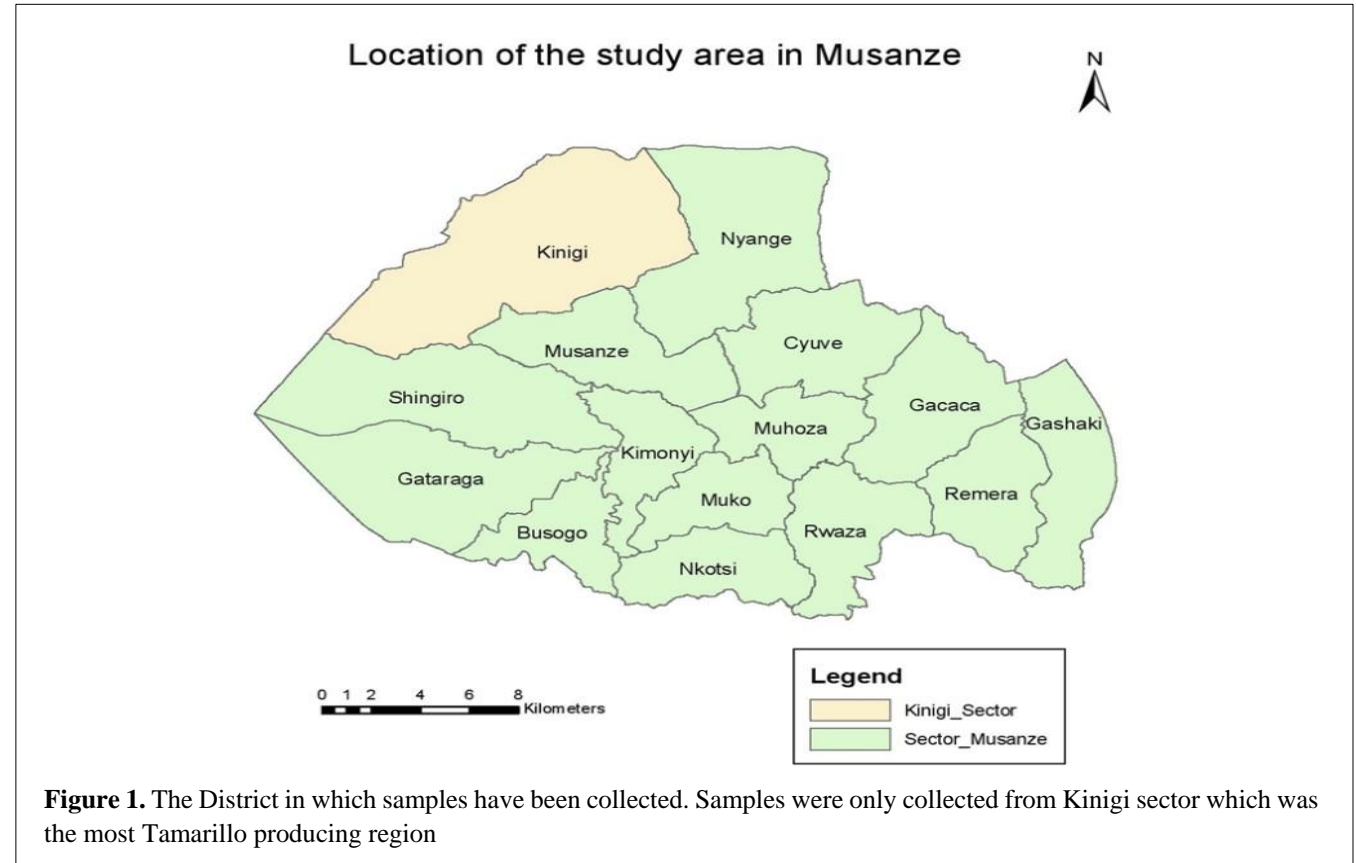 Location of the study area in Musanze
N
Kinigi
Nyange
Musanze
Cyuve
Shingiro
Gacaca
Muhoza
Gashaki
Kimonyi
Gataraga
Muko
Remera
Busogo
Rwaza
Nkotsi
0 1 2 4 6 8
Kilometers
Legend
Kinigi_Sector
Sector_Musanze
Figure 1. The District in which samples have been collected. Samples were only collected from Kinigi sector which was
the most Tamarillo producing region